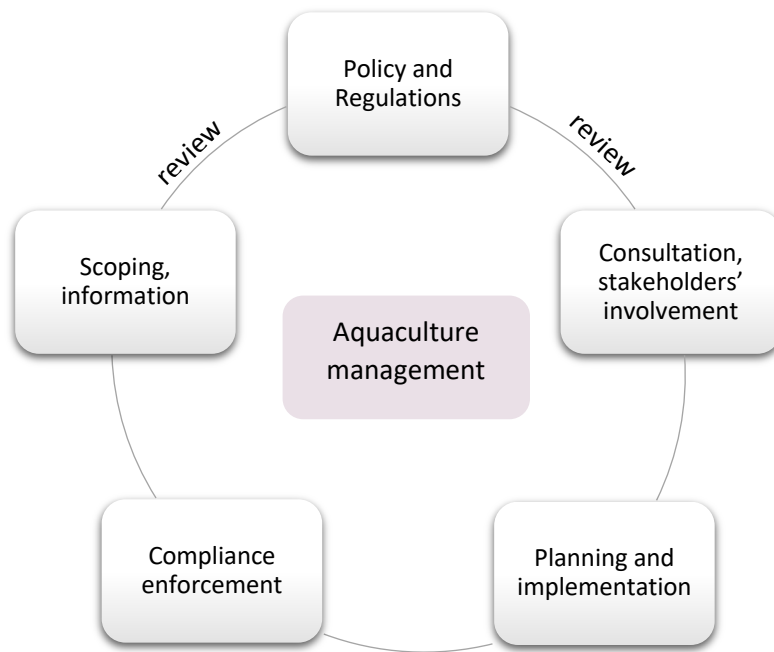 Policy and
Regulations
review
review
Scoping,
information
Consultation,
stakeholders’
involvement
Aquaculture
management
Compliance
enforcement
Planning and
implementation